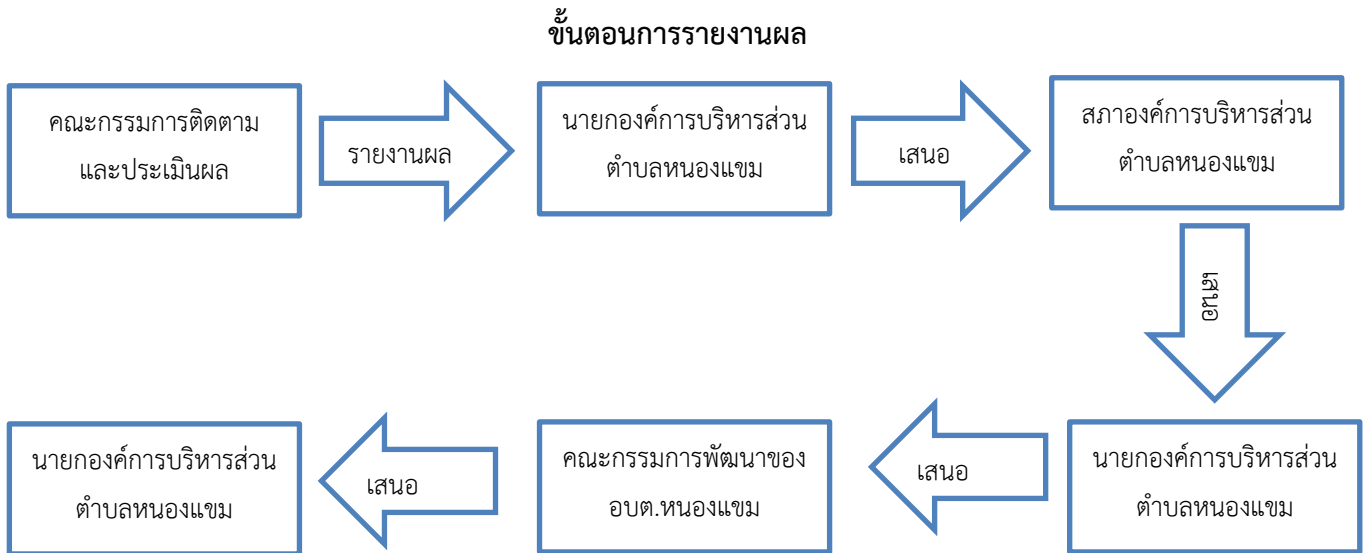 ขั้นตอนการรายงานผล
คณะกรรมการติดตาม
และประเมินผล
รายงานผล
นายกองค์การบริหารส่วน
ตำบลหนองแขม
เสนอ
สภาองค์การบริหารส่วน
ตำบลหนองแขม
เสนอ
นายกองค์การบริหารส่วน
ตำบลหนองแขม
เสนอ
คณะกรรมการพัฒนาของ
อบต.หนองแขม
เสนอ
นายกองค์การบริหารส่วน
ตำบลหนองแขม